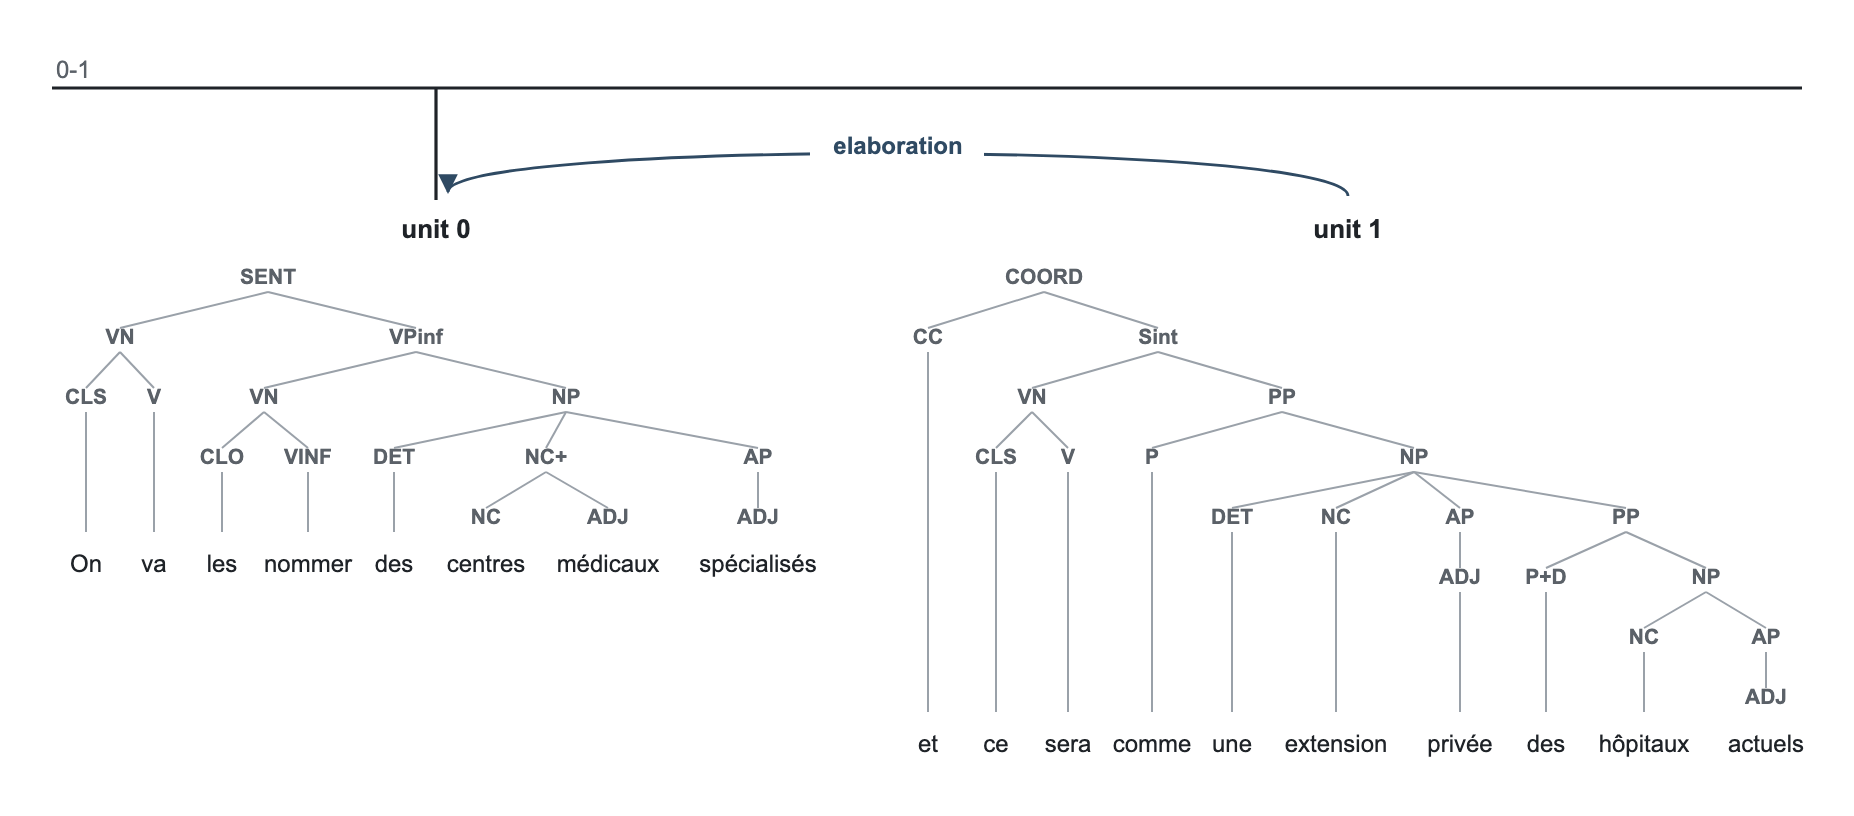 0-1
elaboration
unit 0 unit 1
SENT COORD
VN VPinf CC Sint
CLS V VN NP VN PP
CLO VINF DET NC+ AP CLS V P NP
NC ADJ ADJ DET NC AP PP
On va les nommer des centres médicaux spécialisés
ADJ P+D NP
NC AP
ADJ
et ce sera comme une extension privée des hôpitaux actuels